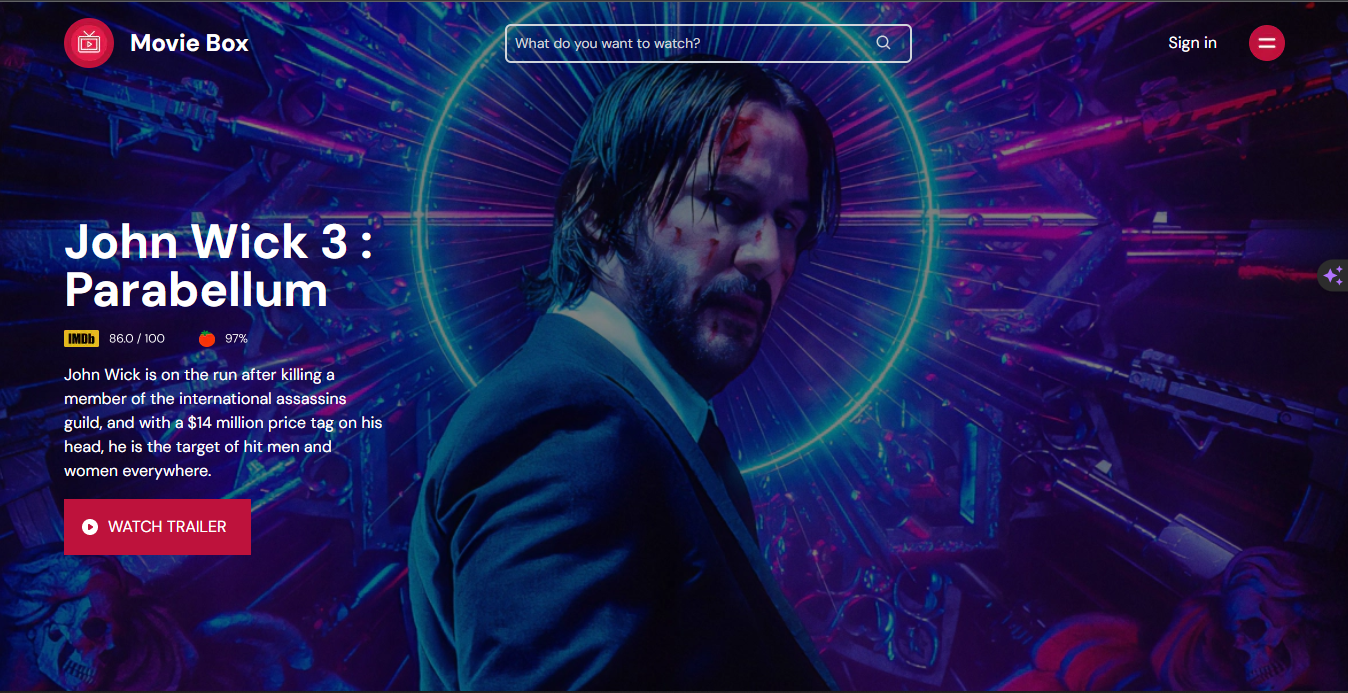 Movie Box
What do you want to watch?
Sign in
John Wick 3 :
Parabellum
IMDb 86.0 / 100 97%
John Wick is on the run after killing a
member of the international assassins
guild, and with a $14 million price tag on his
head, he is the target of hit men and
women everywhere.
WATCH TRAILER